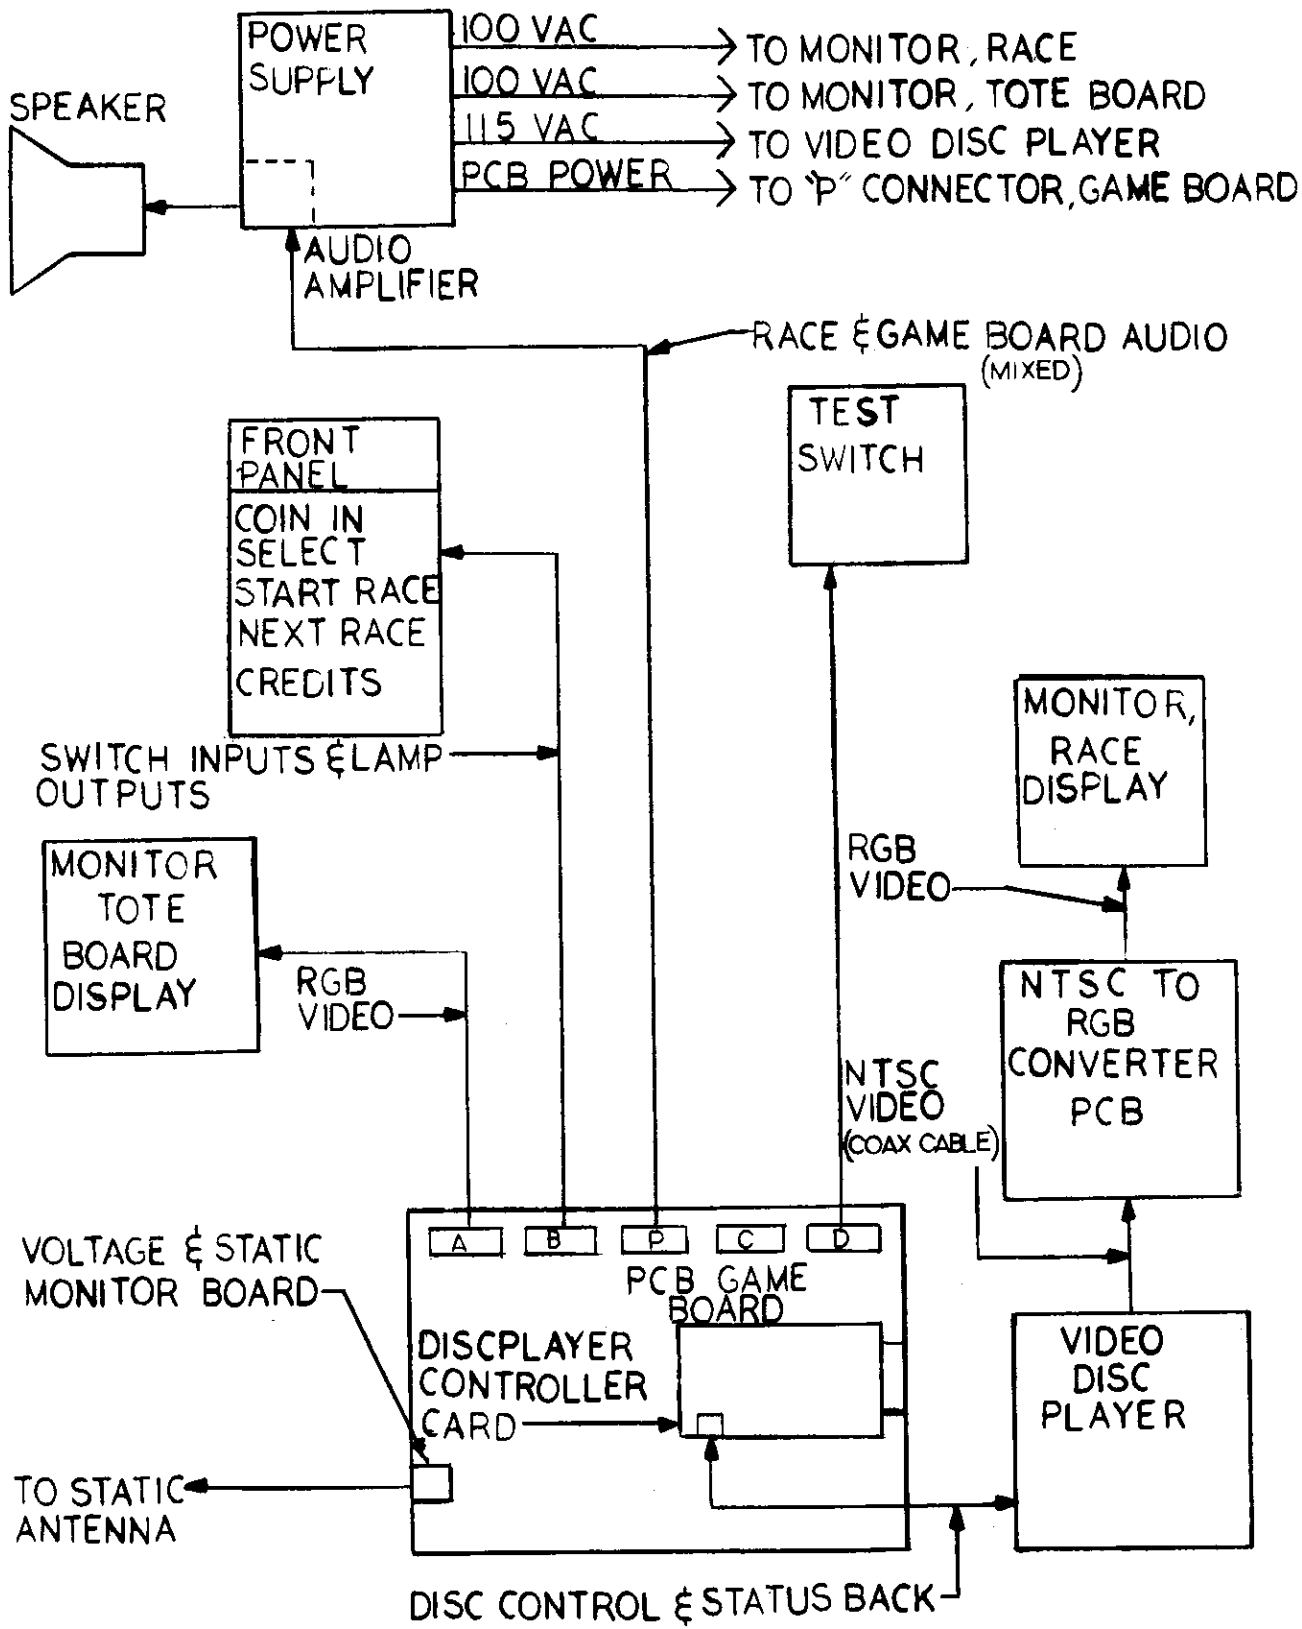 POWER
SUPPLY
100 VAC
TO MONITOR, RACE
100 VAC
TO MONITOR, TOTE BOARD
115 VAC
TO VIDEO DISC PLAYER
PCB POWER
TO "P" CONNECTOR, GAME BOARD
SPEAKER
AUDIO
AMPLIFIER
RACE & GAME BOARD AUDIO
(MIXED)
TEST
SWITCH
FRONT
PANEL
COIN IN
SELECT
START RACE
NEXT RACE
CREDITS
SWITCH INPUTS & LAMP
OUTPUTS
MONITOR,
RACE
DISPLAY
RGB
VIDEO
MONITOR
TOTE
BOARD
DISPLAY
RGB
VIDEO
NTSC TO
RGB
CONVERTER
PCB
NTSC
VIDEO
(COAX CABLE)
A
B
P
C
D
PCB GAME
BOARD
VOLTAGE & STATIC
MONITOR BOARD
DISCPLAYER
CONTROLLER
CARD
VIDEO
DISC
PLAYER
TO STATIC
ANTENNA
DISC CONTROL & STATUS BACK